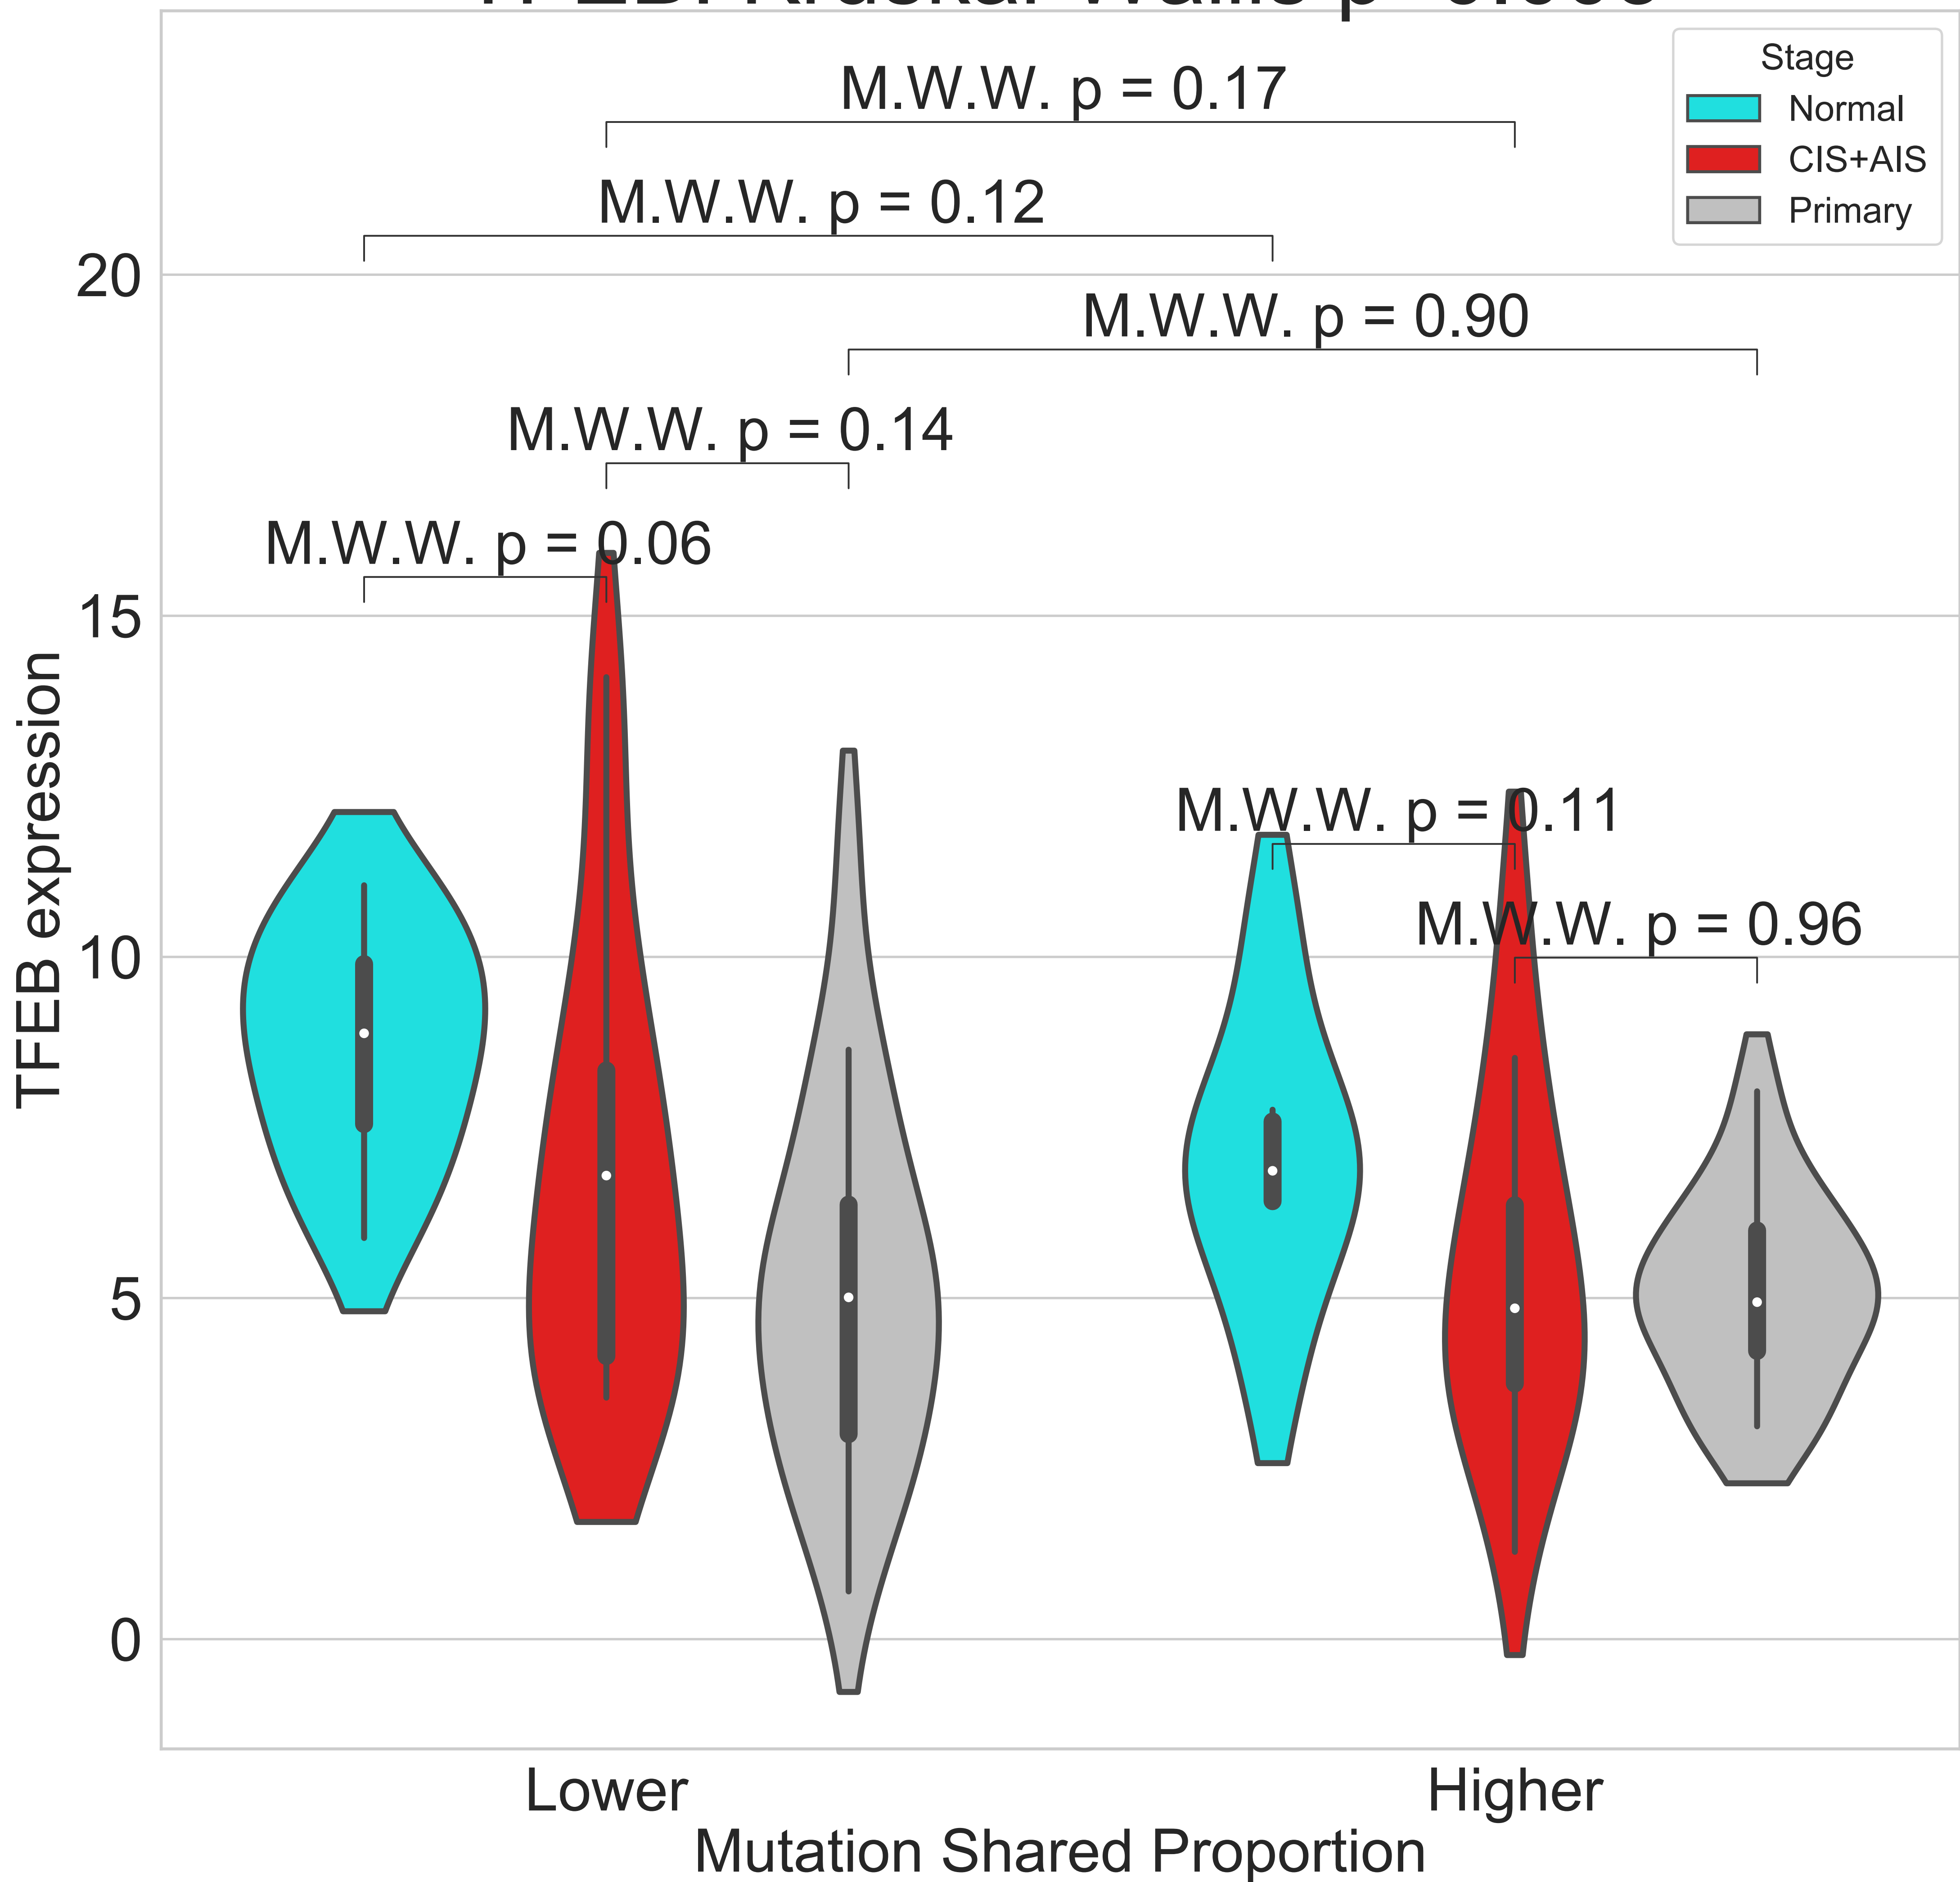 Stage
Normal
CIS+AIS
Primary
M.W.W. p = 0.17
M.W.W. p = 0.12
M.W.W. p = 0.90
M.W.W. p = 0.14
M.W.W. p = 0.06
M.W.W. p = 0.11
M.W.W. p = 0.96
20
15
10
5
0
TFEB expression
Lower
Higher
Mutation Shared Proportion